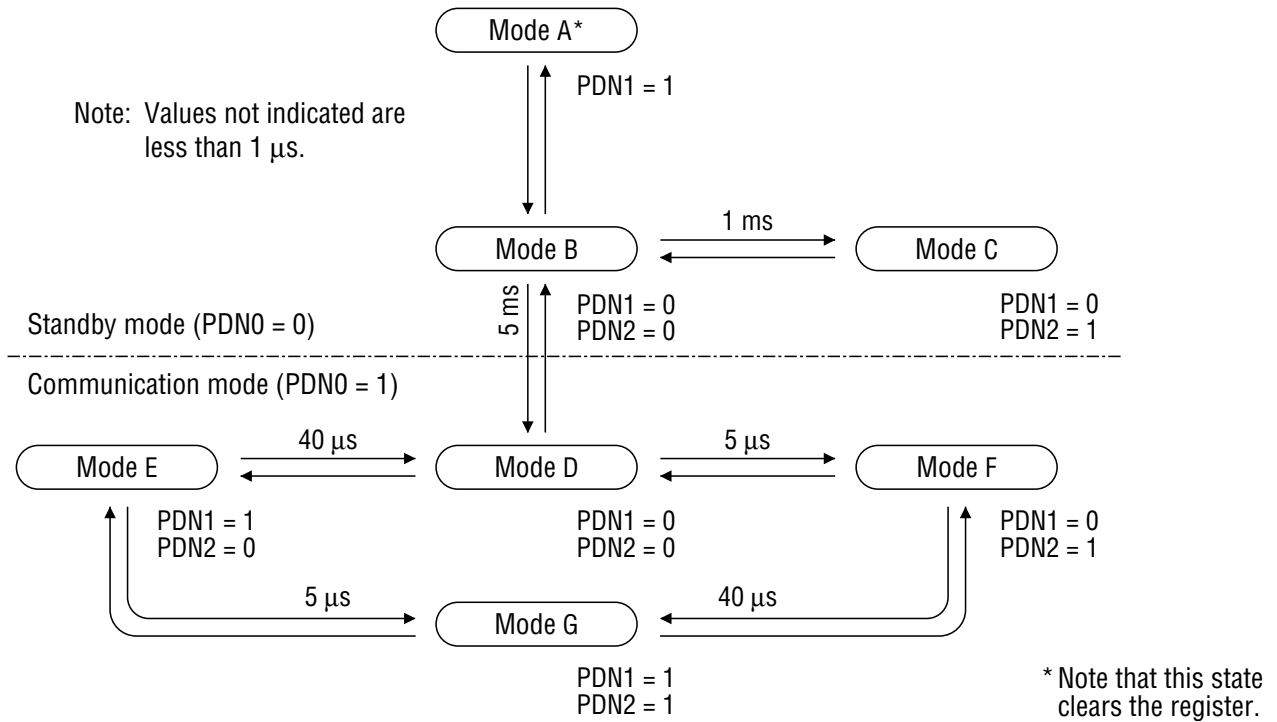 Mode A*
PDN1 = 1
Note: Values not indicated are
less than 1 μs.
1 ms
Mode B
Mode C
PDN1 = 0
PDN2 = 0
PDN1 = 0
PDN2 = 1
5 ms
Standby mode (PDN0 = 0)
Communication mode (PDN0 = 1)
40 μs
5 μs
Mode E
Mode D
Mode F
PDN1 = 1
PDN2 = 0
PDN1 = 0
PDN2 = 0
PDN1 = 0
PDN2 = 1
5 μs
40 μs
Mode G
PDN1 = 1
PDN2 = 1
* Note that this state
clears the register.